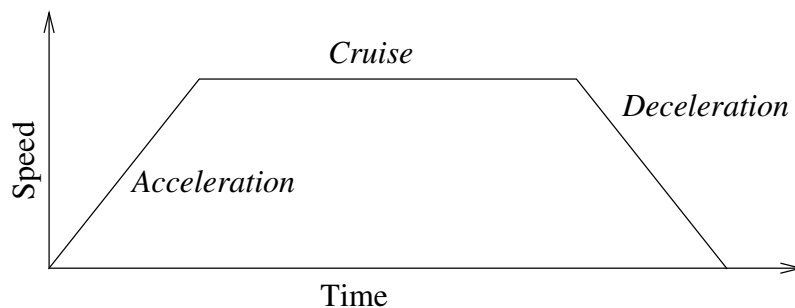 Cruise
Deceleration
Speed
Acceleration
Time